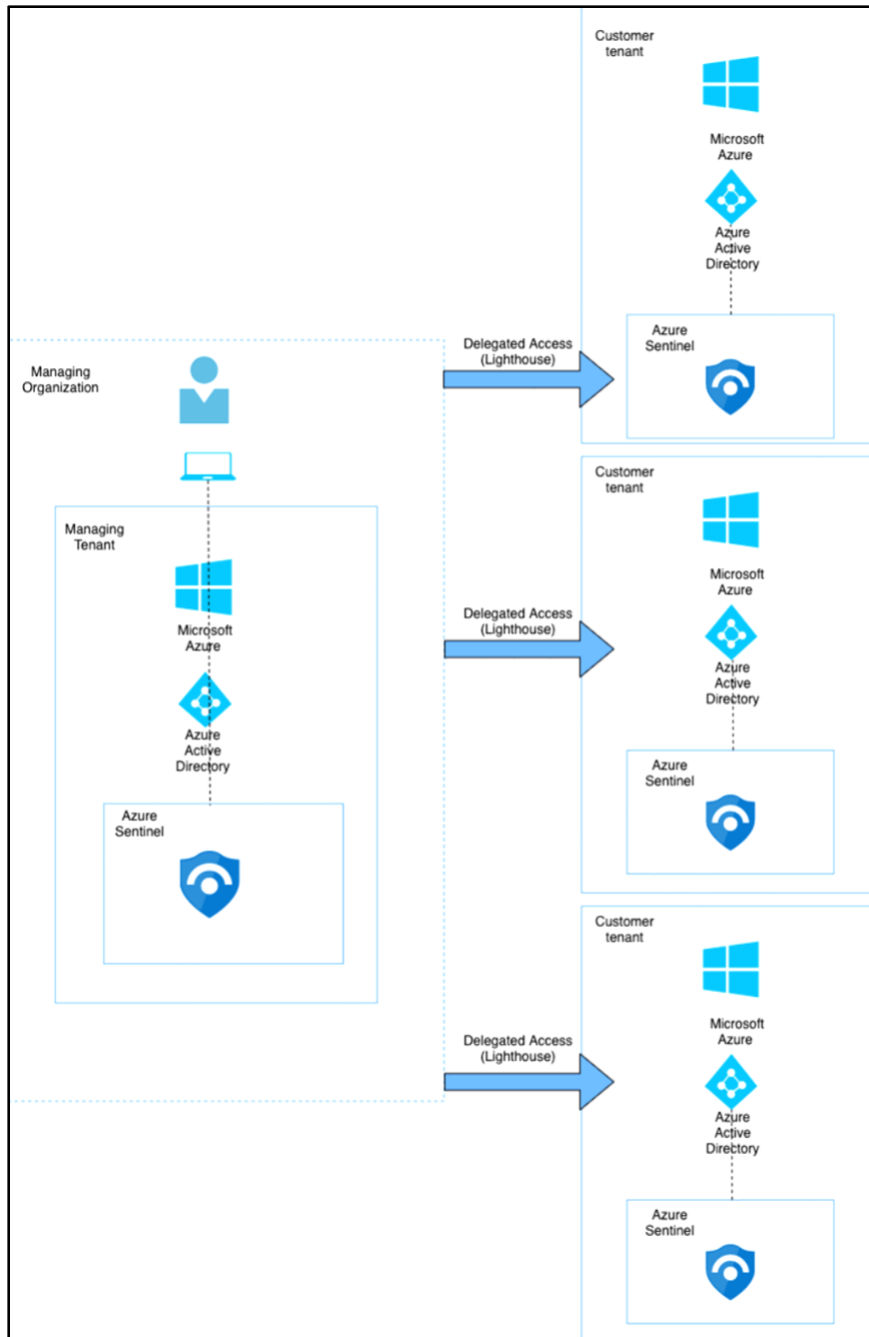 Customer
tenant
Microsoft
Azure
Azure
Active
Directory
Azure
Sentinel
Managing
Organization
Delegated Access
(Lighthouse)
Managing
Tenant
Microsoft
Azure
Azure
Active
Directory
Azure
Sentinel
Customer
tenant
Microsoft
Azure
Delegated Access
(Lighthouse)
Azure
Active
Directory
Azure
Sentinel
Customer
tenant
Microsoft
Azure
Delegated Access
(Lighthouse)
Azure
Active
Directory
Azure
Sentinel